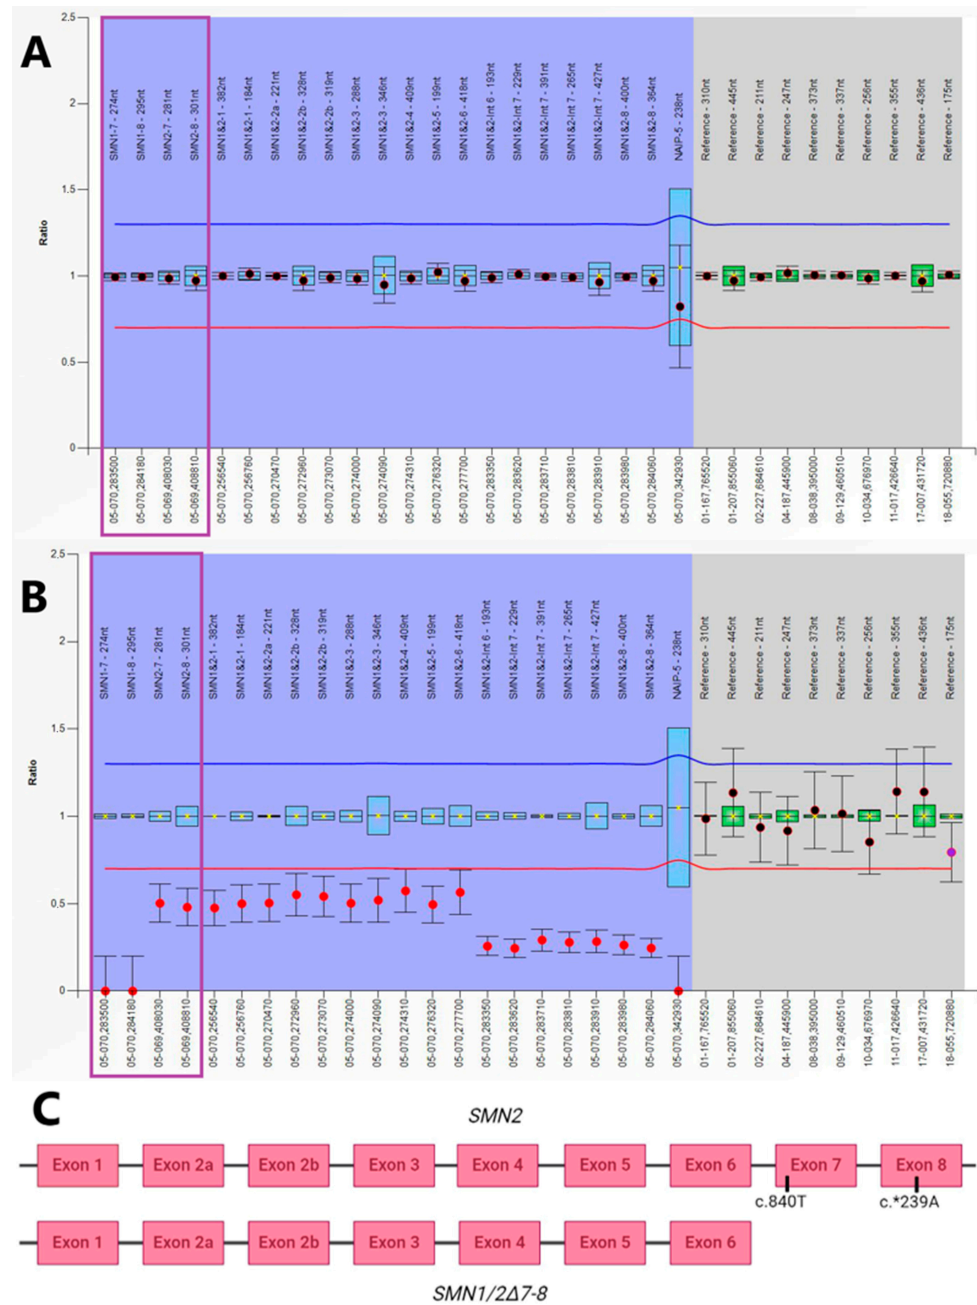 A
2.5
2
1.5
1
0.5
0
Ratio
SMN1-7 - 274nt
SMN1-8 - 295nt
SMN2-7 - 281nt
SMN2-8 - 301nt
SMN1&2-1 - 382nt
SMN1&2-1 - 184nt
SMN1&2-2a - 221nt
SMN1&2-2b - 328nt
SMN1&2-2b - 319nt
SMN1&2-3 - 288nt
SMN1&2-3 - 346nt
SMN1&2-4 - 409nt
SMN1&2-5 - 199nt
SMN1&2-6 - 418nt
SMN1&2-Int 6 - 193nt
SMN1&2-Int 7 - 229nt
SMN1&2-Int 7 - 391nt
SMN1&2-Int 7 - 265nt
SMN1&2-Int 7 - 427nt
SMN1&2-8 - 400nt
SMN1&2-8 - 364nt
NAIP-5 - 238nt
Reference - 310nt
Reference - 445nt
Reference - 211nt
Reference - 247nt
Reference - 373nt
Reference - 337nt
Reference - 256nt
Reference - 355nt
Reference - 436nt
Reference - 175nt
05-070,283500
05-070,284180
05-069,408030
05-069,408810
05-070,256540
05-070,256760
05-070,270470
05-070,272960
05-070,273070
05-070,274000
05-070,274090
05-070,274310
05-070,276320
05-070,277700
05-070,283350
05-070,283620
05-070,283710
05-070,283810
05-070,283910
05-070,283980
05-070,284060
05-070,342930
01-167,765520
01-207,855060
02-227,684610
04-187,445900
08-038,395000
09-129,460510
10-034,676970
11-017,426640
17-007,431720
18-055,720880
B
2.5
2
1.5
1
0.5
0
Ratio
SMN1-7 - 274nt
SMN1-8 - 295nt
SMN2-7 - 281nt
SMN2-8 - 301nt
SMN1&2-1 - 382nt
SMN1&2-1 - 184nt
SMN1&2-2a - 221nt
SMN1&2-2b - 328nt
SMN1&2-2b - 319nt
SMN1&2-3 - 288nt
SMN1&2-3 - 346nt
SMN1&2-4 - 409nt
SMN1&2-5 - 199nt
SMN1&2-6 - 418nt
SMN1&2-Int 6 - 193nt
SMN1&2-Int 7 - 229nt
SMN1&2-Int 7 - 391nt
SMN1&2-Int 7 - 265nt
SMN1&2-Int 7 - 427nt
SMN1&2-8 - 400nt
SMN1&2-8 - 364nt
NAIP-5 - 238nt
Reference - 310nt
Reference - 445nt
Reference - 211nt
Reference - 247nt
Reference - 373nt
Reference - 337nt
Reference - 256nt
Reference - 355nt
Reference - 436nt
Reference - 175nt
05-070,283500
05-070,284180
05-069,408030
05-069,408810
05-070,256540
05-070,256760
05-070,270470
05-070,272960
05-070,273070
05-070,274000
05-070,274090
05-070,274310
05-070,276320
05-070,277700
05-070,283350
05-070,283620
05-070,283710
05-070,283810
05-070,283910
05-070,283980
05-070,284060
05-070,342930
01-167,765520
01-207,855060
02-227,684610
04-187,445900
08-038,395000
09-129,460510
10-034,676970
11-017,426640
17-007,431720
18-055,720880
C
SMN2
Exon 1 Exon 2a Exon 2b Exon 3 Exon 4 Exon 5 Exon 6 Exon 7 Exon 8
c.840T c.*239A
Exon 1 Exon 2a Exon 2b Exon 3 Exon 4 Exon 5 Exon 6
SMN1/2Δ7-8